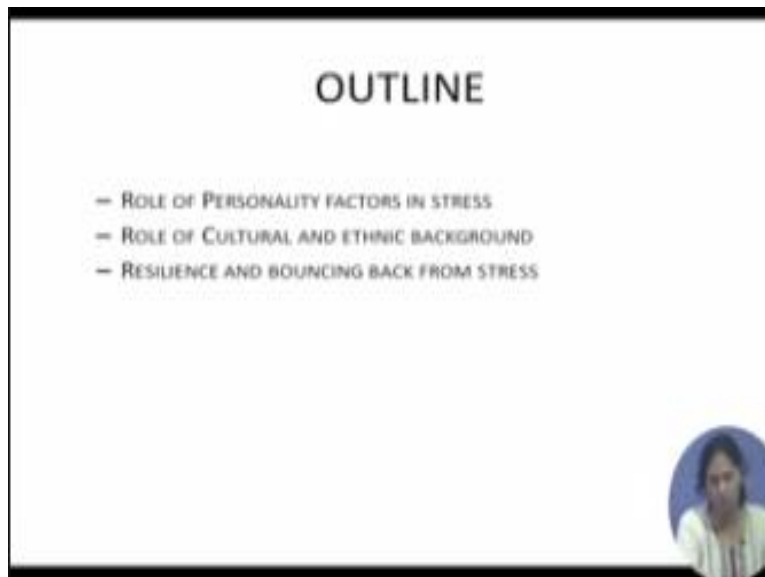 OUTLINE
– ROLE OF PERSONALITY FACTORS IN STRESS
– ROLE OF CULTURAL AND ETHNIC BACKGROUND
– RESILIENCE AND BOUNCING BACK FROM STRESS